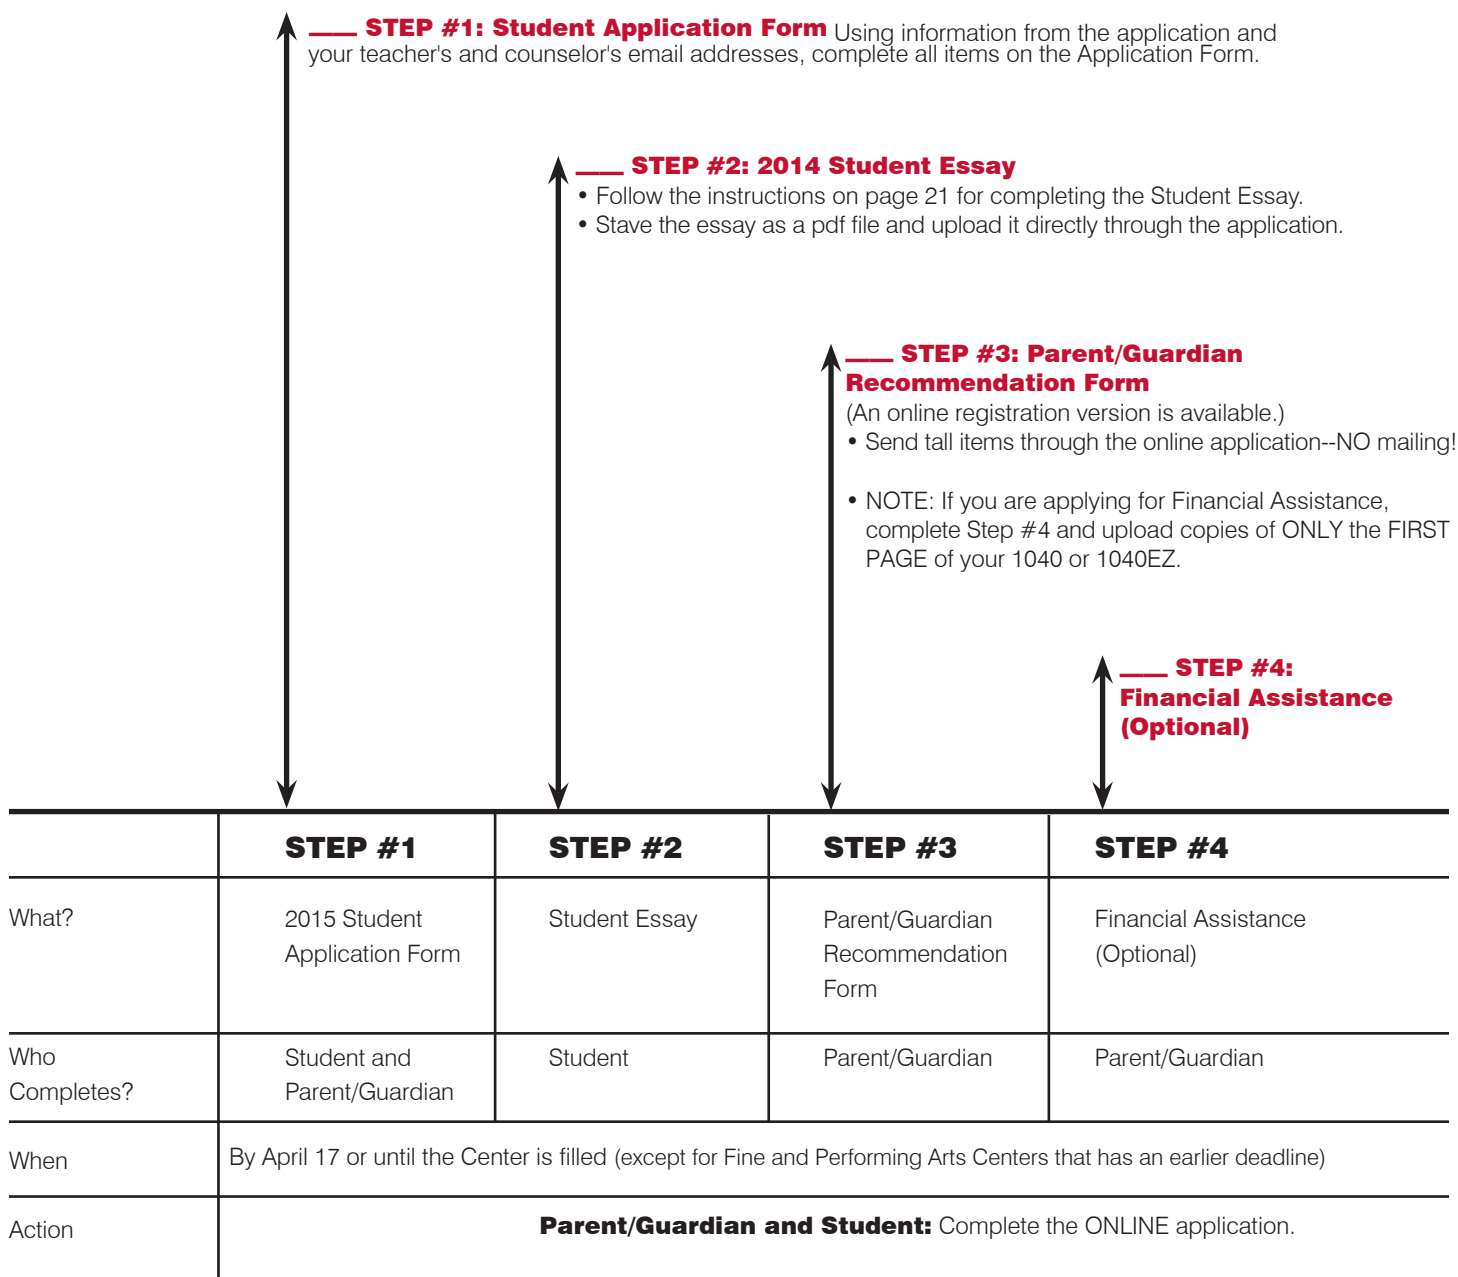 ____ STEP #1: Student Application Form Using information from the application and
your teacher's and counselor's email addresses, complete all items on the Application Form.
____ STEP #2: 2014 Student Essay
• Follow the instructions on page 21 for completing the Student Essay.
• Stave the essay as a pdf file and upload it directly through the application.
____ STEP #3: Parent/Guardian
Recommendation Form
(An online registration version is available.)
• Send tall items through the online application--NO mailing!
• NOTE: If you are applying for Financial Assistance,
complete Step #4 and upload copies of ONLY the FIRST
PAGE of your 1040 or 1040EZ.
____ STEP #4:
Financial Assistance
(Optional)
STEP #1 STEP #2 STEP #3 STEP #4
What? 2015 Student Student Essay Parent/Guardian Financial Assistance
Application Form Recommendation (Optional)
Form
Who Student and Student Parent/Guardian Parent/Guardian
Completes? Parent/Guardian
When By April 17 or until the Center is filled (except for Fine and Performing Arts Centers that has an earlier deadline)
Action Parent/Guardian and Student: Complete the ONLINE application.